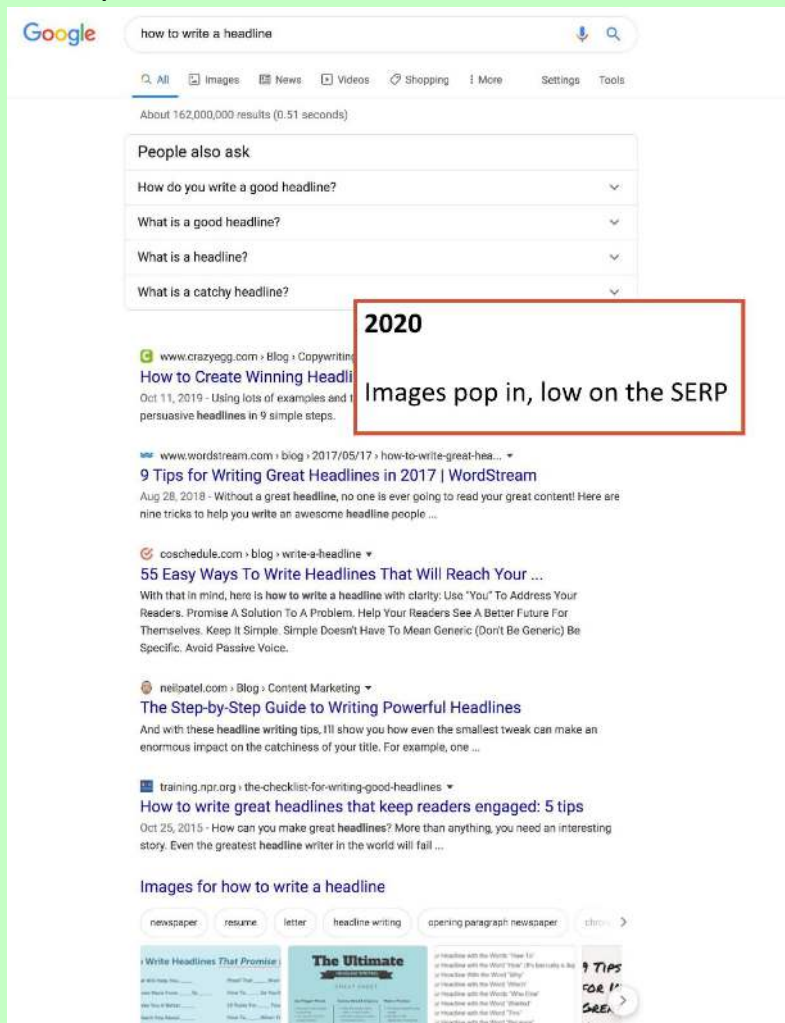 Google
how to write a headline
All Images News Videos Shopping More Settings Tools
About 162,000,000 results (0.51 seconds)
People also ask
How do you write a good headline?
What is a good headline?
What is a headline?
What is a catchy headline?
2020
Images pop in, low on the SERP
www.crazyegg.com › Blog › Copywriting
How to Create Winning Headli
Oct 11, 2019 - Using lots of examples and
persuasive headlines in 9 simple steps.
www.wordstream.com › blog › 2017/05/17 › how-to-write-great-hea...
9 Tips for Writing Great Headlines in 2017 | WordStream
Aug 28, 2018 - Without a great headline, no one is ever going to read your great content! Here are
nine tricks to help you write an awesome headline people ...
coschedule.com › blog › write-a-headline
55 Easy Ways To Write Headlines That Will Reach Your ...
With that in mind, here is how to write a headline with clarity: Use "You" To Address Your
Readers. Promise A Solution To A Problem. Help Your Readers See A Better Future For
Themselves. Keep It Simple. Simple Doesn't Have To Mean Generic (Don't Be Generic) Be
Specific. Avoid Passive Voice.
neilpatel.com › Blog › Content Marketing
The Step-by-Step Guide to Writing Powerful Headlines
And with these headline writing tips, I'll show you how even the smallest tweak can make an
enormous impact on the catchiness of your title. For example, one ...
training.npr.org › the-checklist-for-writing-good-headlines
How to write great headlines that keep readers engaged: 5 tips
Oct 25, 2015 - How can you make great headlines? More than anything, you need an interesting
story. Even the greatest headline writer in the world will fail ...
Images for how to write a headline
newspaper resume letter headline writing opening paragraph newspaper
Write Headlines That Promise
The Ultimate
9 TIPS
FOR